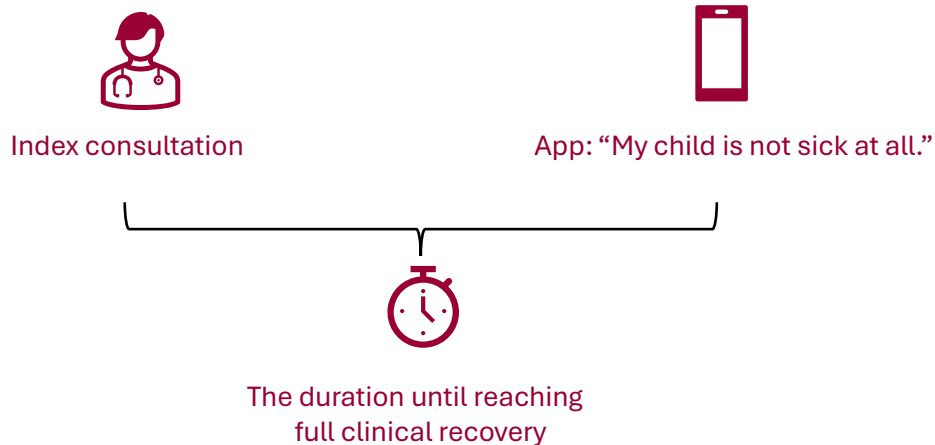 Index consultation
App: “My child is not sick at all.”
The duration until reaching
full clinical recovery